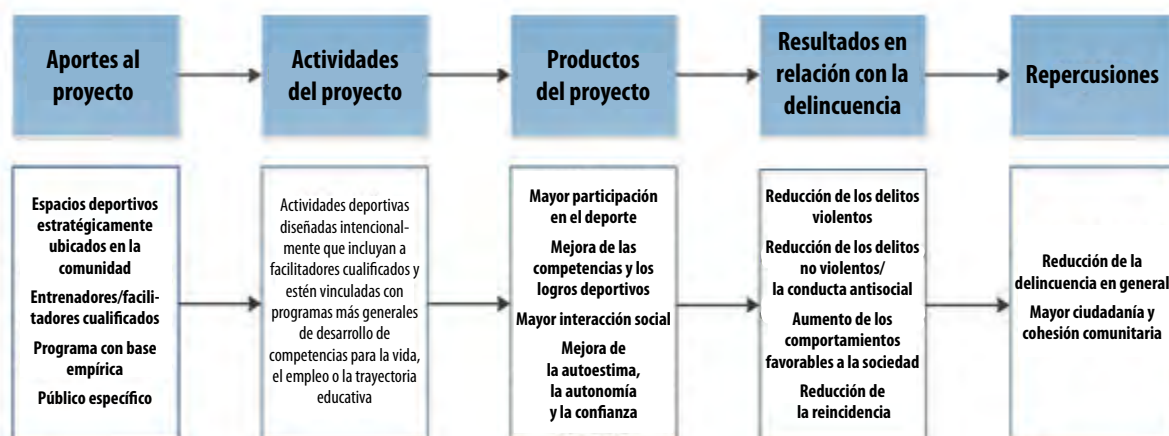 Aportes al
proyecto
Actividades
del proyecto
Productos
del proyecto
Resultados en
relación con la
delincuencia
Repercusiones
Espacios deportivos
estratégicamente
ubicados en la
comunidad
Entrenadores/facili-
tadores cualificados
Programa con base
empírica
Público específico
Actividades deportivas
diseñadas intencional-
mente que incluyan a
facilitadores cualificados y
estén vinculadas con
programas más generales
de desarrollo de
competencias para la vida,
el empleo o la trayectoria
educativa
Mayor participación
en el deporte
Mejora de las
competencias y los
logros deportivos
Mayor interacción social
Mejora de
la autoestima,
la autonomía
y la confianza
Reducción de los delitos
violentos
Reducción de los delitos
no violentos/
la conducta antisocial
Aumento de los
comportamientos
favorables a la sociedad
Reducción de
la reincidencia
Reducción de la
delincuencia en general
Mayor ciudadanía y
cohesión comunitaria